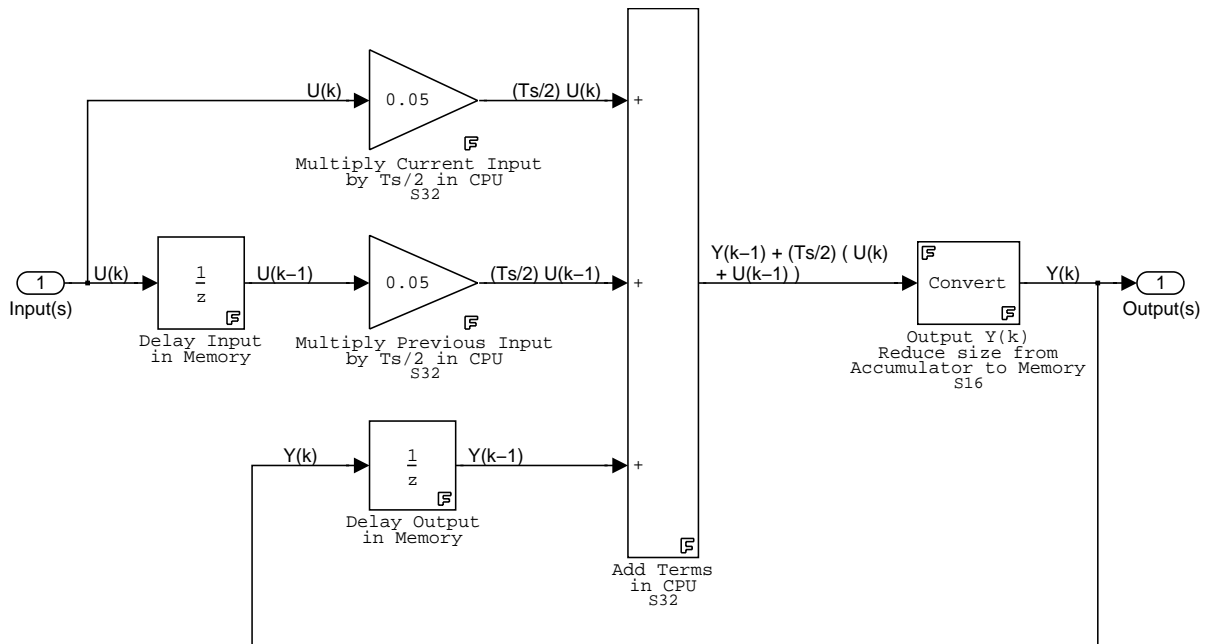 U(k)
0.05
(Ts/2) U(k)
+
F
Multiply Current Input
by Ts/2 in CPU
S32
1
Input(s)
U(k)
1
z
F
Delay Input
in Memory
U(k−1)
0.05
(Ts/2) U(k−1)
+
F
Multiply Previous Input
by Ts/2 in CPU
S32
Y(k)
1
z
F
Delay Output
in Memory
Y(k−1)
+
F
Add Terms
in CPU
S32
Y(k−1) + (Ts/2) ( U(k)
+ U(k−1) )
F
Convert
F
Output Y(k)
Reduce size from
Accumulator to Memory
S16
Y(k)
1
Output(s)